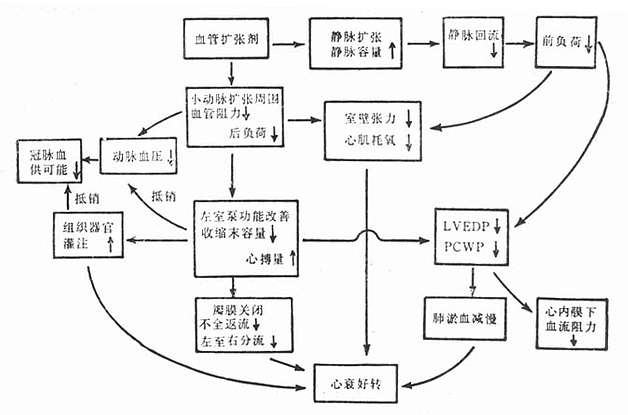 血管扩张剂
静脉扩张
静脉容量↑
静脉回流
↓
前负荷↓
小动脉扩张周围
血管阻力↓
后负荷↓
室壁张力↓
心肌托氧↓
冠脉血
供可能↓
动脉血压↓
抵销
抵销
组织器官
灌注↑
左室泵功能改善
收缩末容量↓
心搏量↑
LVEDP↓
PCWP↓
瓣膜关闭
不全返流↓
左至右分流↓
肺淤血减慢
心内膜下
血流阻力
↓
心衰好转